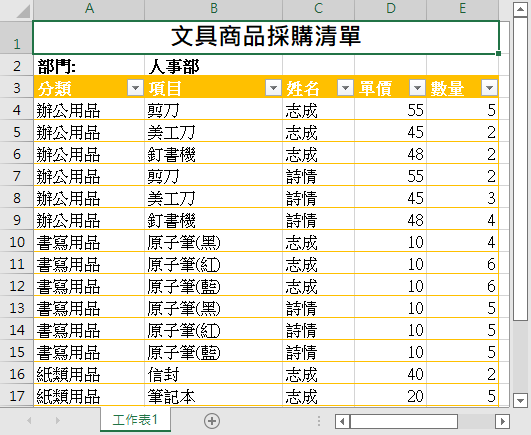 A B C D E
1 文具商品採購清單
2 部門: 人事部
3 分類 項目 姓名 單價 數量
4 辦公用品 剪刀 志成 55 5
5 辦公用品 美工刀 志成 45 2
6 辦公用品 釘書機 志成 48 2
7 辦公用品 剪刀 詩情 55 2
8 辦公用品 美工刀 詩情 45 3
9 辦公用品 釘書機 詩情 48 4
10 書寫用品 原子筆(黑) 志成 10 4
11 書寫用品 原子筆(紅) 志成 10 6
12 書寫用品 原子筆(藍) 志成 10 6
13 書寫用品 原子筆(黑) 詩情 10 5
14 書寫用品 原子筆(紅) 詩情 10 5
15 書寫用品 原子筆(藍) 詩情 10 5
16 紙類用品 信封 志成 40 2
17 紙類用品 筆記本 志成 20 5
工作表1